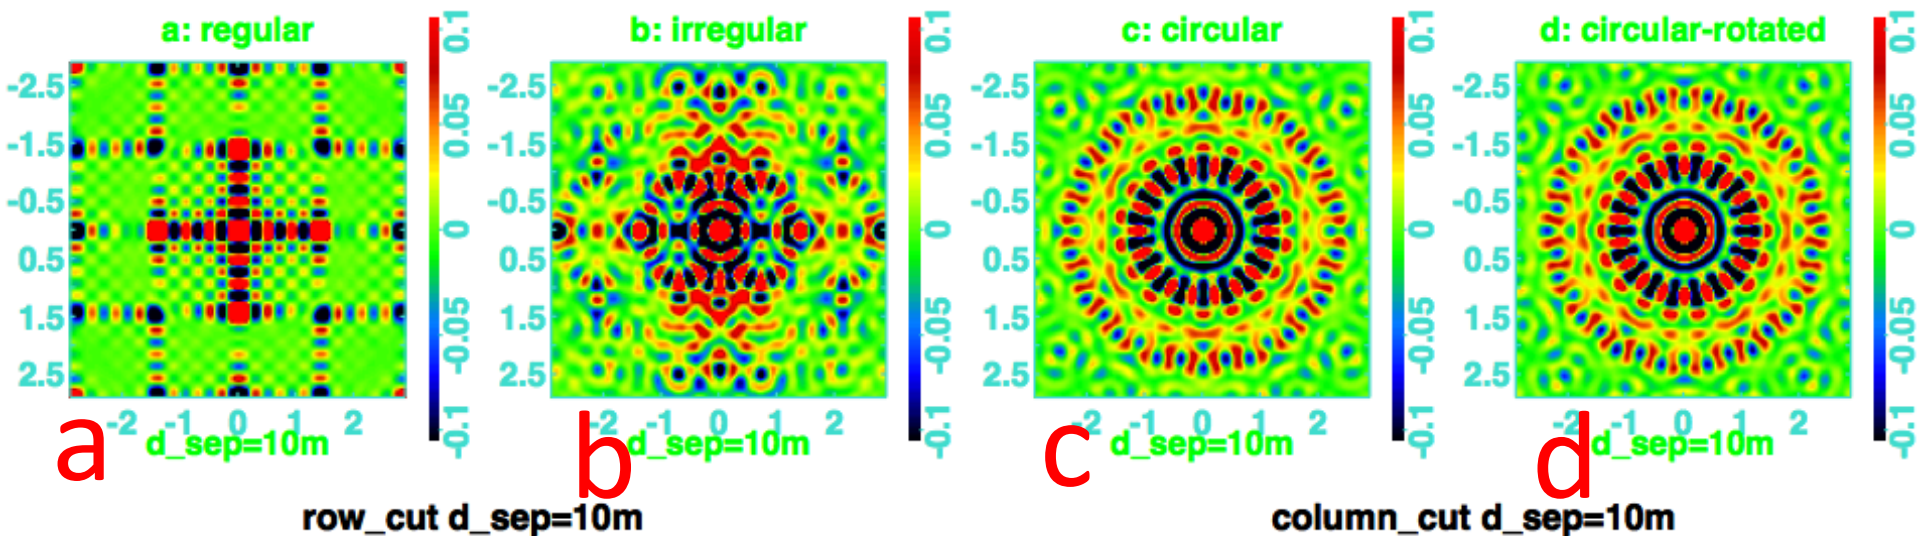 a: regular
b: irregular
c: circular
d: circular-rotated
-2.5
-1.5
-0.5
0.5
1.5
2.5
-2 -1 0 1 2
d_sep=10m
0.1
0.05
0
-0.05
-0.1
a
-2.5
-1.5
-0.5
0.5
1.5
2.5
-2 -1 0 1 2
d_sep=10m
0.1
0.05
0
-0.05
-0.1
b
-2.5
-1.5
-0.5
0.5
1.5
2.5
-2 -1 0 1 2
d_sep=10m
0.1
0.05
0
-0.05
-0.1
c
-2.5
-1.5
-0.5
0.5
1.5
2.5
-2 -1 0 1 2
d_sep=10m
0.1
0.05
0
-0.05
-0.1
d
row_cut d_sep=10m
column_cut d_sep=10m